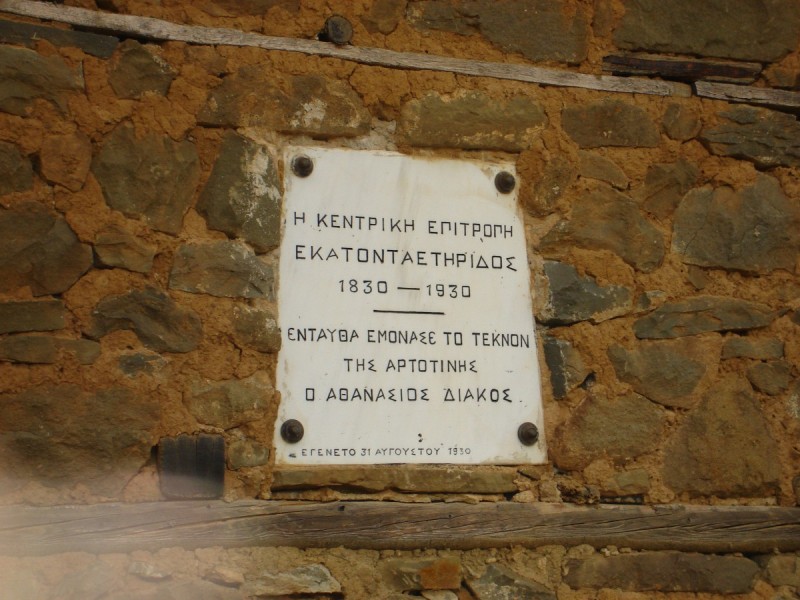 Η ΚΕΝΤΡΙΚΗ ΕΠΙΤΡΟΠΗ
ΕΚΑΤΟΝΤΑΕΤΗΡΙΔΟΣ
1830 — 1930
ΕΝΤΑΥΘΑ ΕΜΟΝΑΣΕ ΤΟ ΤΕΚΝΟΝ
ΤΗΣ ΑΡΤΟΤΙΝΗΣ
Ο ΑΘΑΝΑΣΙΟΣ ΔΙΑΚΟΣ
ΕΓΕΝΕΤΟ 31 ΑΥΓΟΥΣΤΟΥ 1930